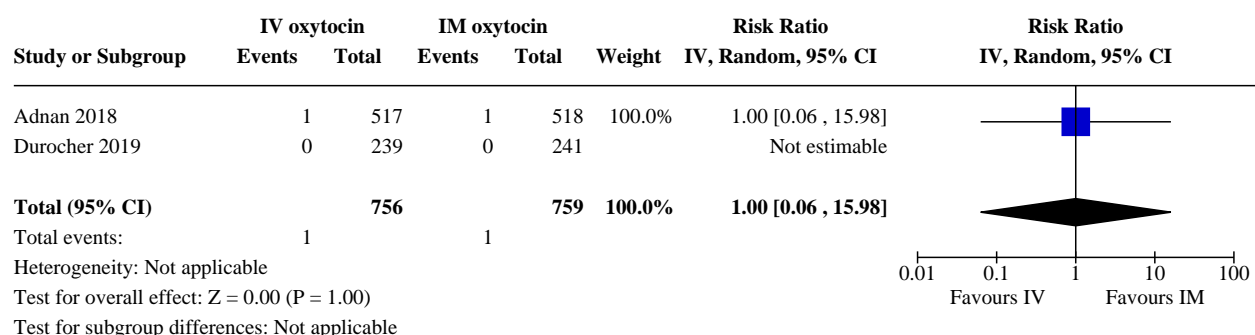 IV oxytocin IM oxytocin Risk Ratio Risk Ratio
Study or Subgroup Events Total Events Total Weight IV, Random, 95% CI IV, Random, 95% CI
Adnan 2018 1 517 1 518 100.0% 1.00 [0.06 , 15.98]
Durocher 2019 0 239 0 241 Not estimable
Total (95% CI) 756 759 100.0% 1.00 [0.06 , 15.98]
Total events: 1 1
Heterogeneity: Not applicable
0.01 0.1 1 10 100
Test for overall effect: Z = 0.00 (P = 1.00) Favours IV Favours IM
Test for subgroup differences: Not applicable